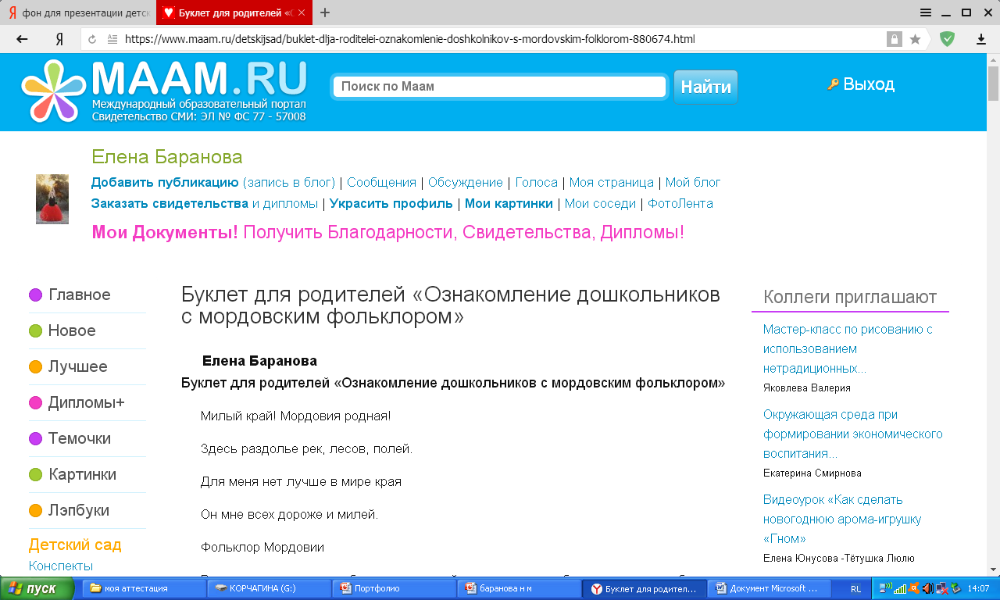 фон для презентации детск
Буклет для родителей «О
https://www.maam.ru/detskijsad/buklet-dlja-roditelei-oznakomlenie-doshkolnikov-s-mordovskim-folklorom-880674.html
MAAM.RU
Международный образовательный портал
Свидетельство СМИ: ЭЛ № ФС 77 - 57008
Поиск по Маам
Найти
Выход
Елена Баранова
Добавить публикацию (запись в блог) | Сообщения | Обсуждение | Голоса | Моя страница | Мой блог
Заказать свидетельства и дипломы | Украсить профиль | Мои картинки | Мои соседи | ФотоЛента
Мои Документы! Получить Благодарности, Свидетельства, Дипломы!
Главное
Новое
Лучшее
Дипломы+
Темочки
Картинки
Лэпбуки
Детский сад
Конспекты
Буклет для родителей «Ознакомление дошкольников
с мордовским фольклором»
Елена Баранова
Буклет для родителей «Ознакомление дошкольников с мордовским фольклором»
Милый край! Мордовия родная!
Здесь раздолье рек, лесов, полей.
Для меня нет лучше в мире края
Он мне всех дороже и милей.
Фольклор Мордовии
Коллеги приглашают
Мастер-класс по рисованию с
использованием
нетрадиционных...
Яковлева Валерия
Окружающая среда при
формировании экономического
воспитания...
Екатерина Смирнова
Видеоурок «Как сделать
новогоднюю арома-игрушку
«Гном»
Елена Юнусова -Тётушка Люлю
пуск
моя аттестация
КОРЧАГИНА (G:)
Портфолио
баранова н м
Буклет для родител...
Документ Microsoft ...
RL
14:07